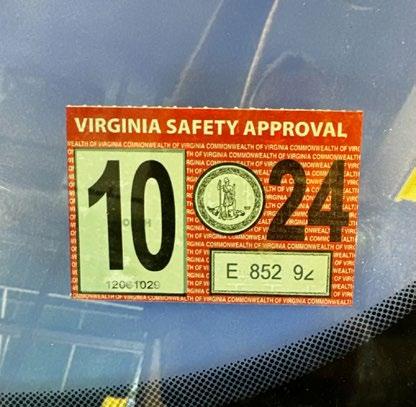 VIRGINIA SAFETY APPROVAL
10 24
E 852 92
12061029